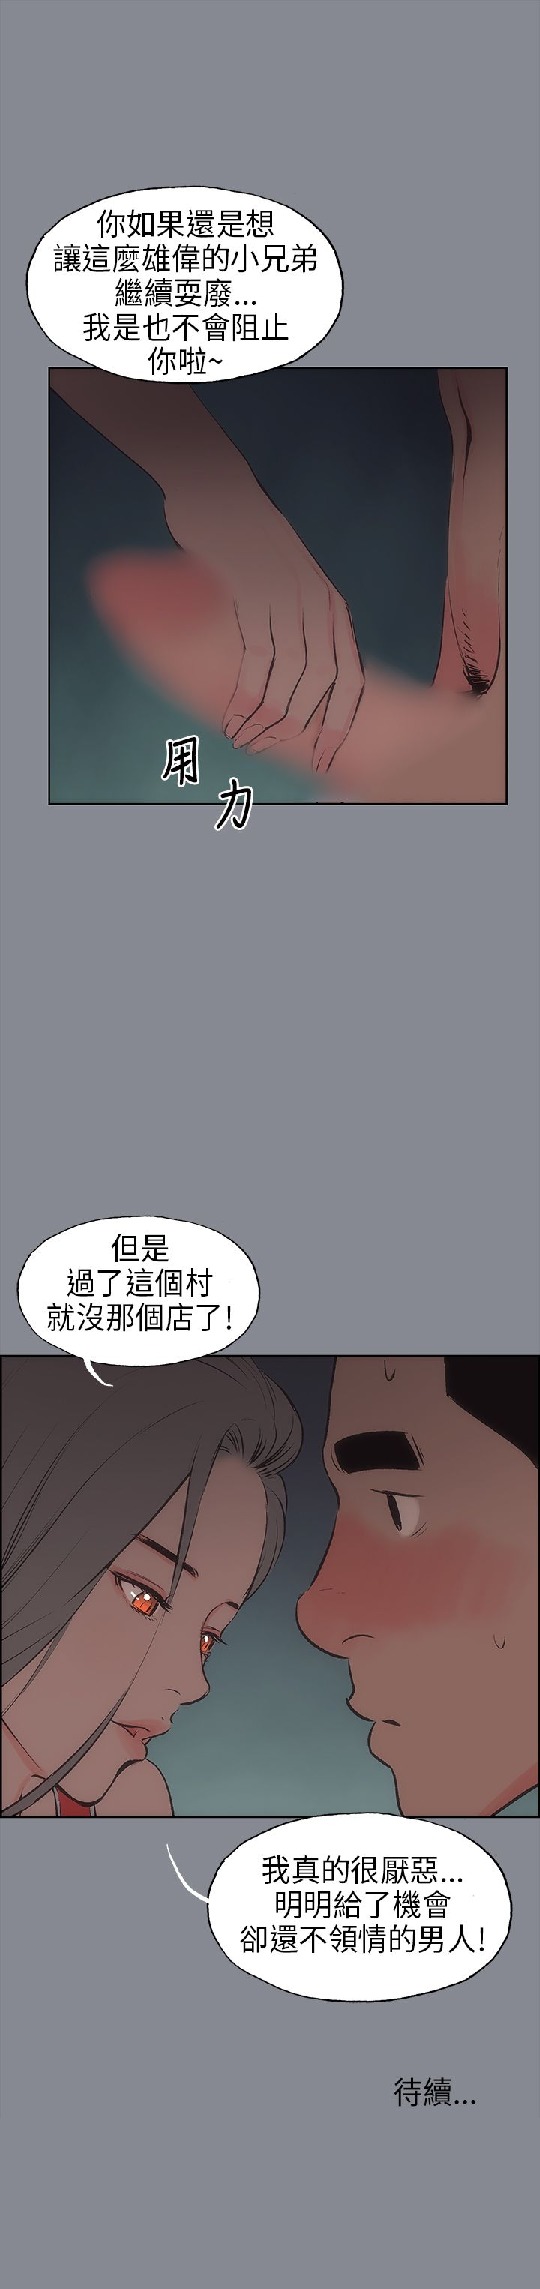 你如果還是想
讓這麼雄偉的小兄弟
繼續耍廢...
我是也不會阻止
你啦~
用
力
但是
過了這個村
就沒那個店了!
我真的很厭惡...
明明給了機會
卻還不領情的男人!
待續...